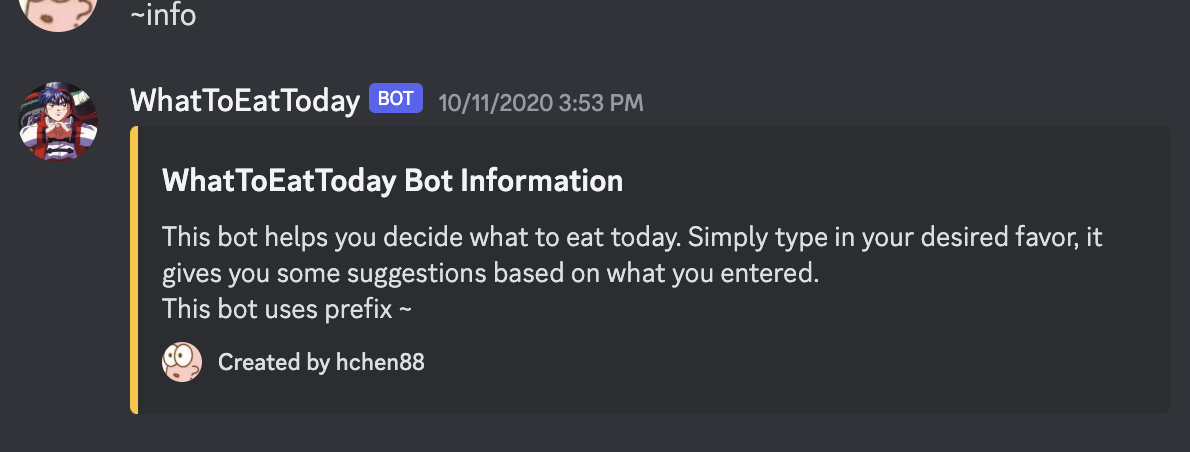 ~info
WhatToEatToday BOT 10/11/2020 3:53 PM
WhatToEatToday Bot Information
This bot helps you decide what to eat today. Simply type in your desired favor, it
gives you some suggestions based on what you entered.
This bot uses prefix ~
Created by hchen88